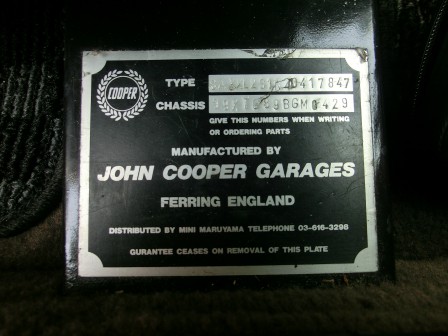 COOPER
TYPE
CHASSIS
GIVE THIS NUMBERS WHEN WRITING
OR ORDERING PARTS
MANUFACTURED BY
JOHN COOPER GARAGES
FERRING ENGLAND
DISTRIBUTED BY MINI MARUYAMA TELEPHONE 03-616-3298
GURANTEE CEASES ON REMOVAL OF THIS PLATE